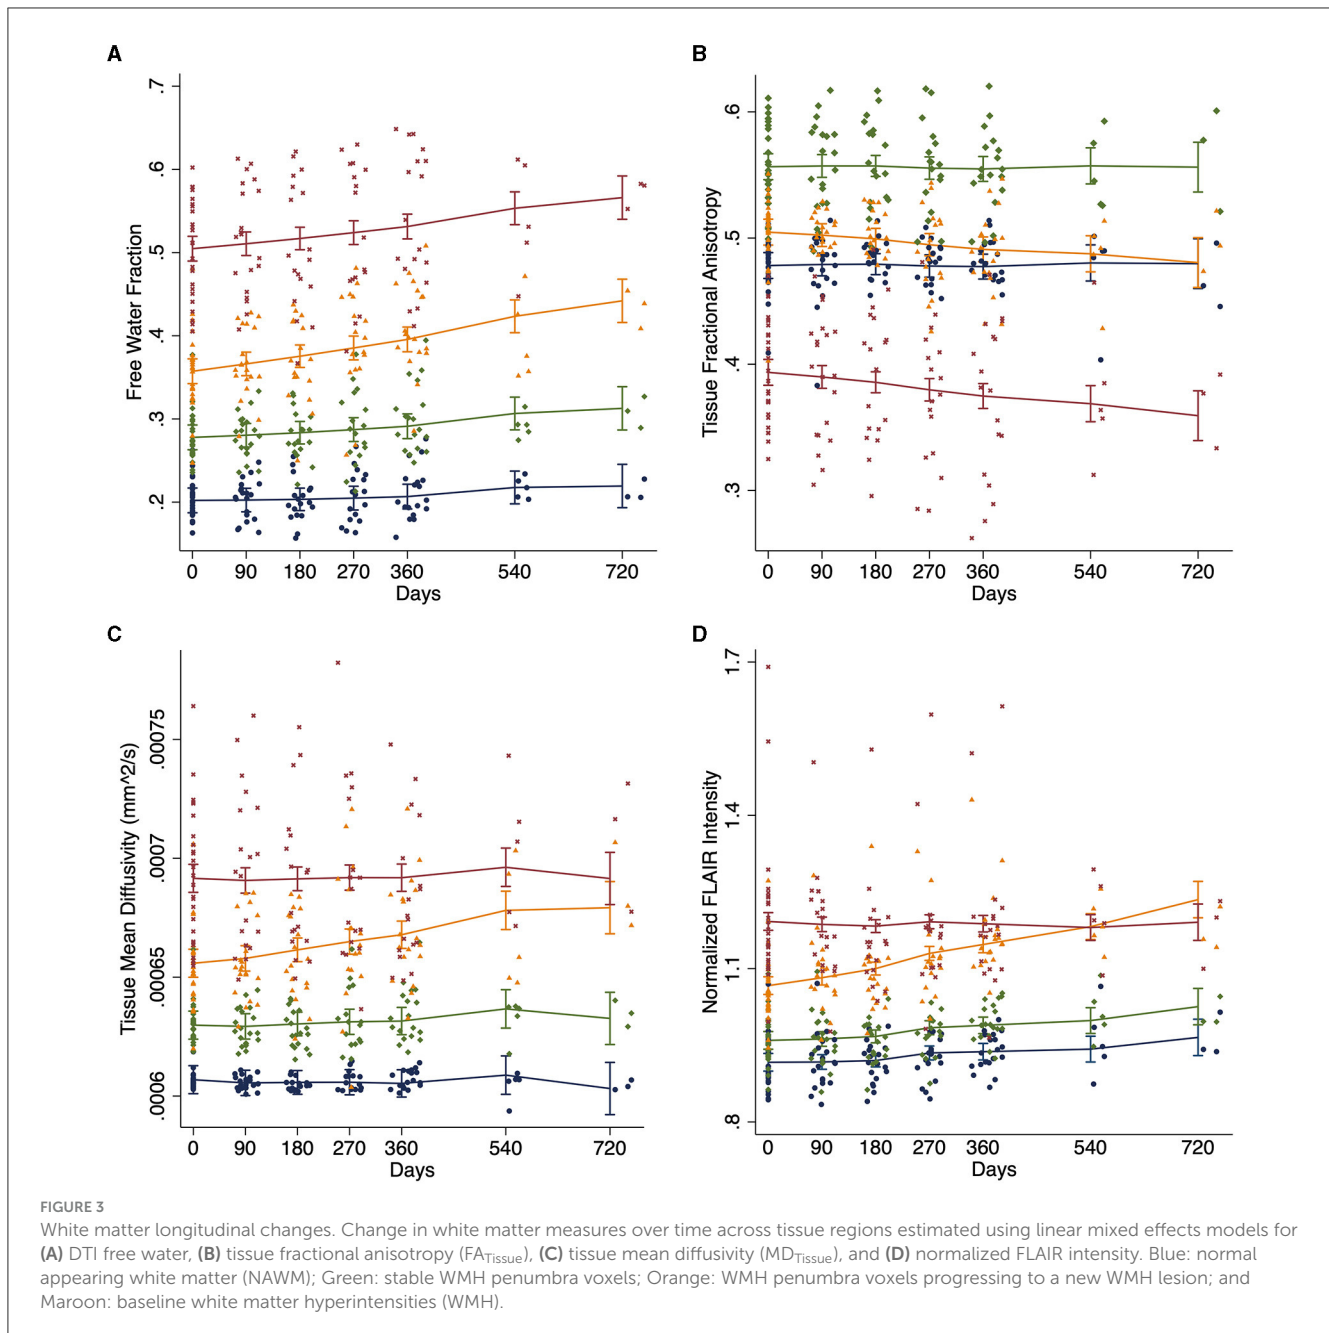 A
Free Water Fraction
.7
.6
.5
.4
.3
.2
0 90 180 270 360 540 720
Days
B
Tissue Fractional Anisotropy
.6
.5
.4
.3
0 90 180 270 360 540 720
Days
C
Tissue Mean Diffusivity (mm^2/s)
.00075
.0007
.00065
.0006
0 90 180 270 360 540 720
Days
D
Normalized FLAIR Intensity
1.7
1.4
1.1
.8
0 90 180 270 360 540 720
Days
FIGURE 3
White matter longitudinal changes. Change in white matter measures over time across tissue regions estimated using linear mixed effects models for
(A) DTI free water, (B) tissue fractional anisotropy (FATissue), (C) tissue mean diffusivity (MDTissue), and (D) normalized FLAIR intensity. Blue: normal
appearing white matter (NAWM); Green: stable WMH penumbra voxels; Orange: WMH penumbra voxels progressing to a new WMH lesion; and
Maroon: baseline white matter hyperintensities (WMH).